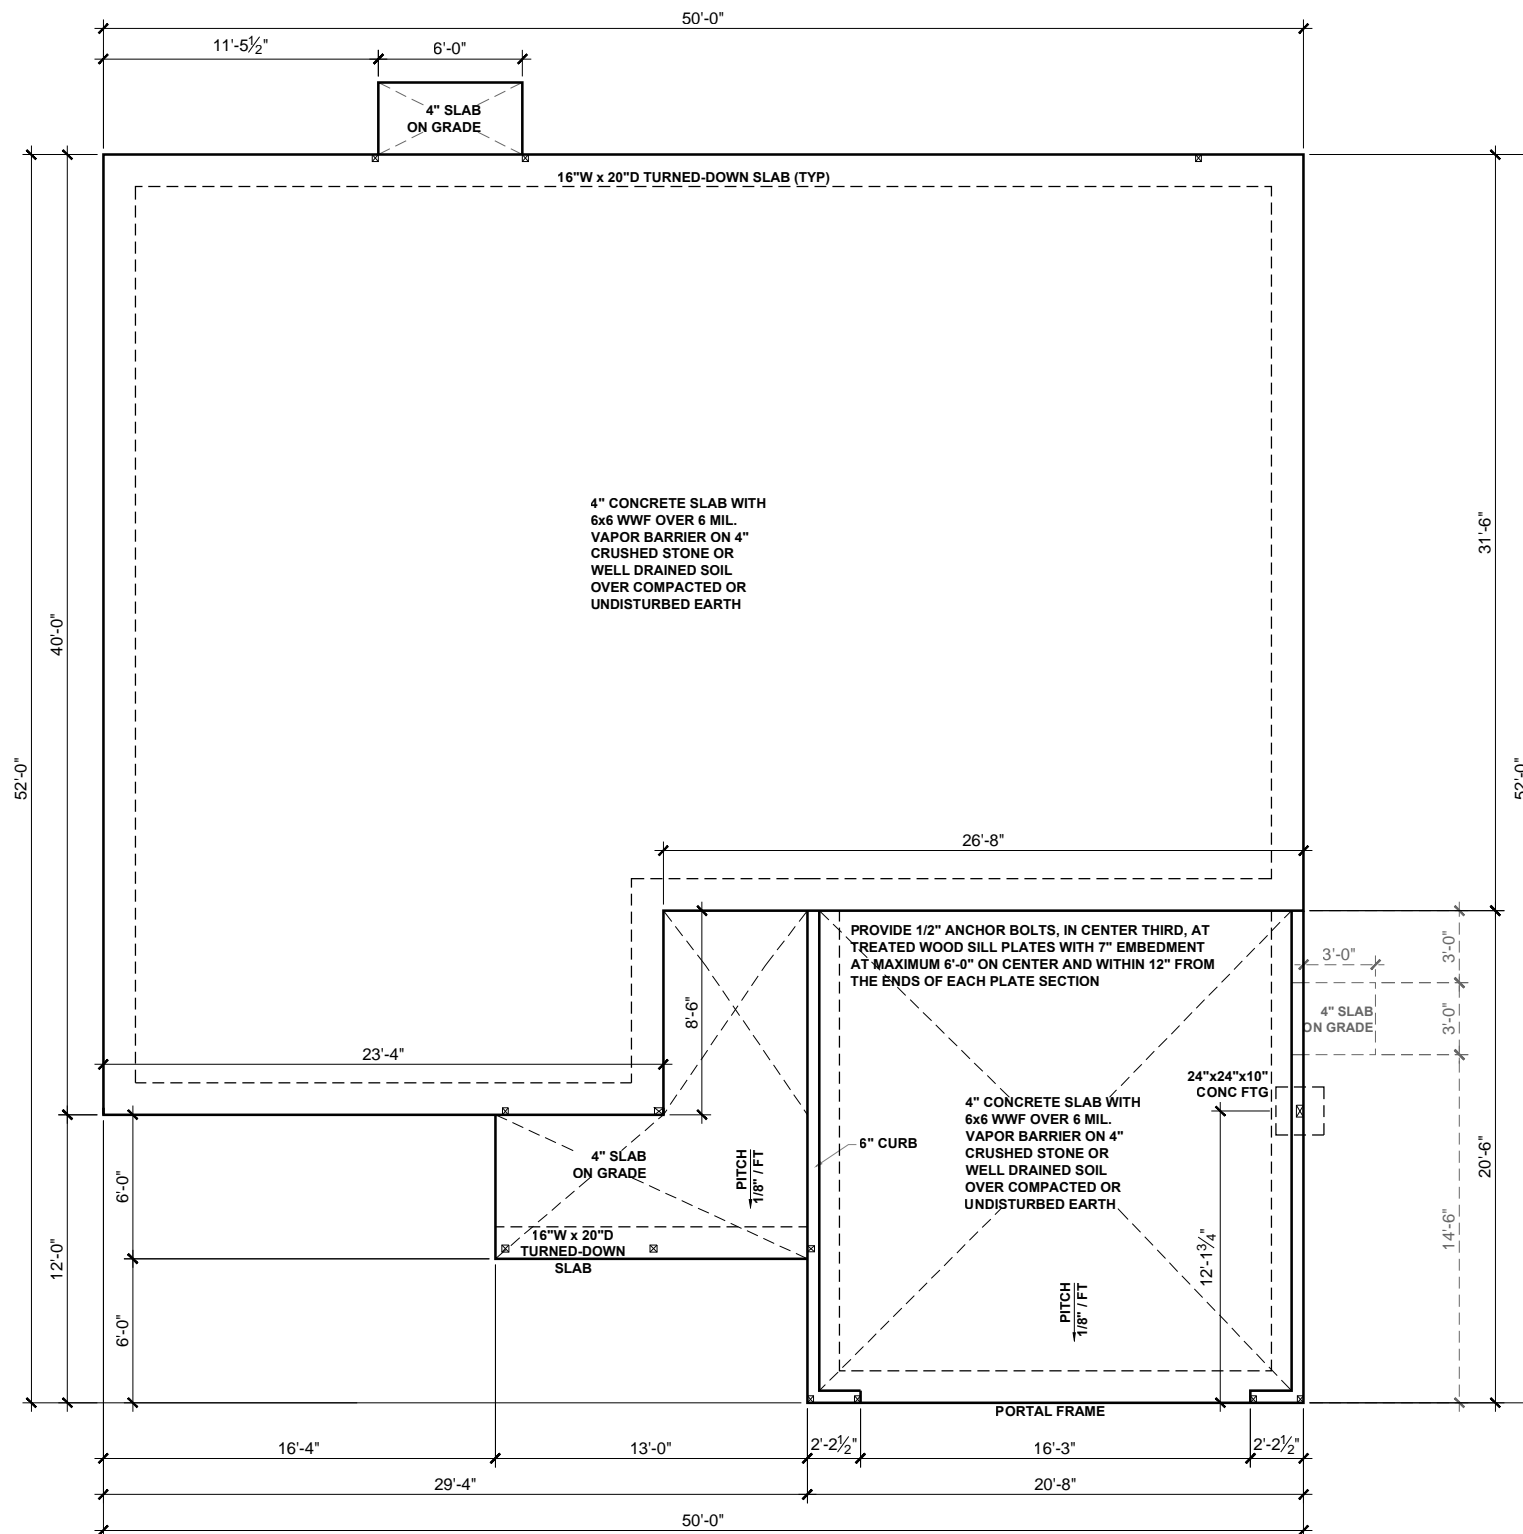 50'-0"
11'-5½"
6'-0"
4" SLAB
ON GRADE
16"W x 20"D TURNED-DOWN SLAB (TYP)
4" CONCRETE SLAB WITH
6x6 WWF OVER 6 MIL.
VAPOR BARRIER ON 4"
CRUSHED STONE OR
WELL DRAINED SOIL
OVER COMPACTED OR
UNDISTURBED EARTH
31'-6"
40'-0"
52'-0"
52'-0"
26'-8"
PROVIDE 1/2" ANCHOR BOLTS, IN CENTER THIRD, AT
TREATED WOOD SILL PLATES WITH 7" EMBEDMENT
AT MAXIMUM 6'-0" ON CENTER AND WITHIN 12" FROM
THE ENDS OF EACH PLATE SECTION
3'-0"
3'-0"
8'-6"
4" SLAB
ON GRADE
3'-0"
23'-4"
24"x24"x10"
CONC FTG
4" CONCRETE SLAB WITH
6x6 WWF OVER 6 MIL.
VAPOR BARRIER ON 4"
CRUSHED STONE OR
WELL DRAINED SOIL
OVER COMPACTED OR
UNDISTURBED EARTH
6" CURB
4" SLAB
ON GRADE
PITCH
1/8" / FT
20'-6"
6'-0"
14'-6"
12'-0"
16"W x 20"D
TURNED-DOWN
SLAB
12'-1¾"
PITCH
1/8" / FT
6'-0"
PORTAL FRAME
16'-4"
13'-0"
2'-2½"
16'-3"
2'-2½"
29'-4"
20'-8"
50'-0"